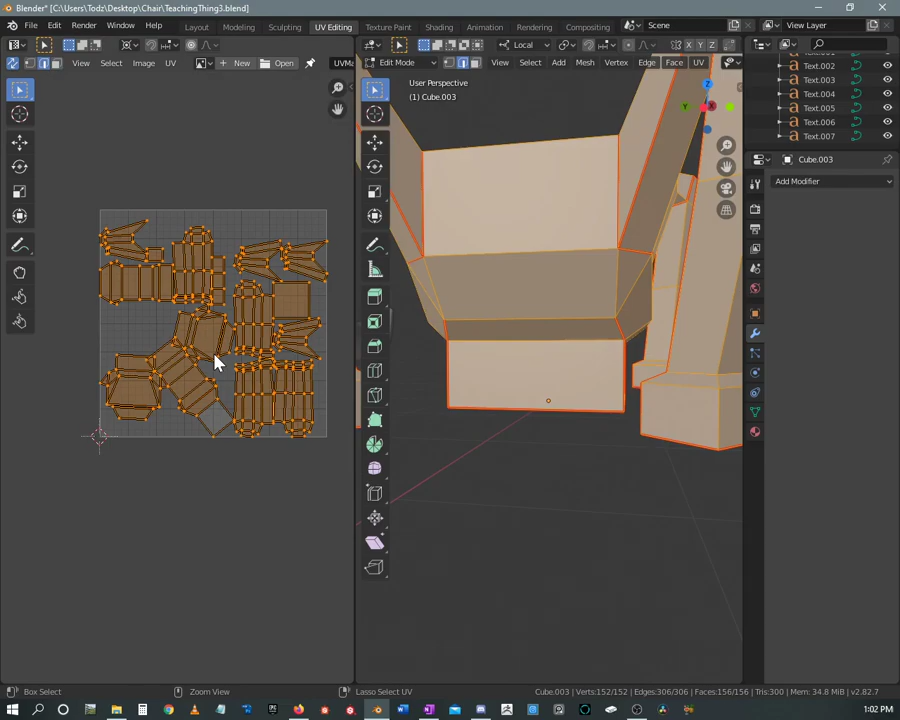 Blender* [C:\Users\Todz\Desktop\Chair\TeachingThing3.blend]
File Edit Render Window Help Layout Modeling Sculpting UV Editing Texture Paint Shading Animation Rendering Compositing Scene View Layer
Local X Y Z
View Select Image UV New Open UVMa Edit Mode View Select Add Mesh Vertex Edge Face UV
Text.002
Text.003
Text.004
Text.005
Text.006
Text.007
User Perspective
(1) Cube.003
Z
Y
X
Cube.003
Add Modifier
Box Select Zoom View Lasso Select UV Cube.003 | Verts:152/152 | Edges:306/306 | Faces:156/156 | Tris:300 | Mem: 34.8 MiB | v2.82.7
1:02 PM